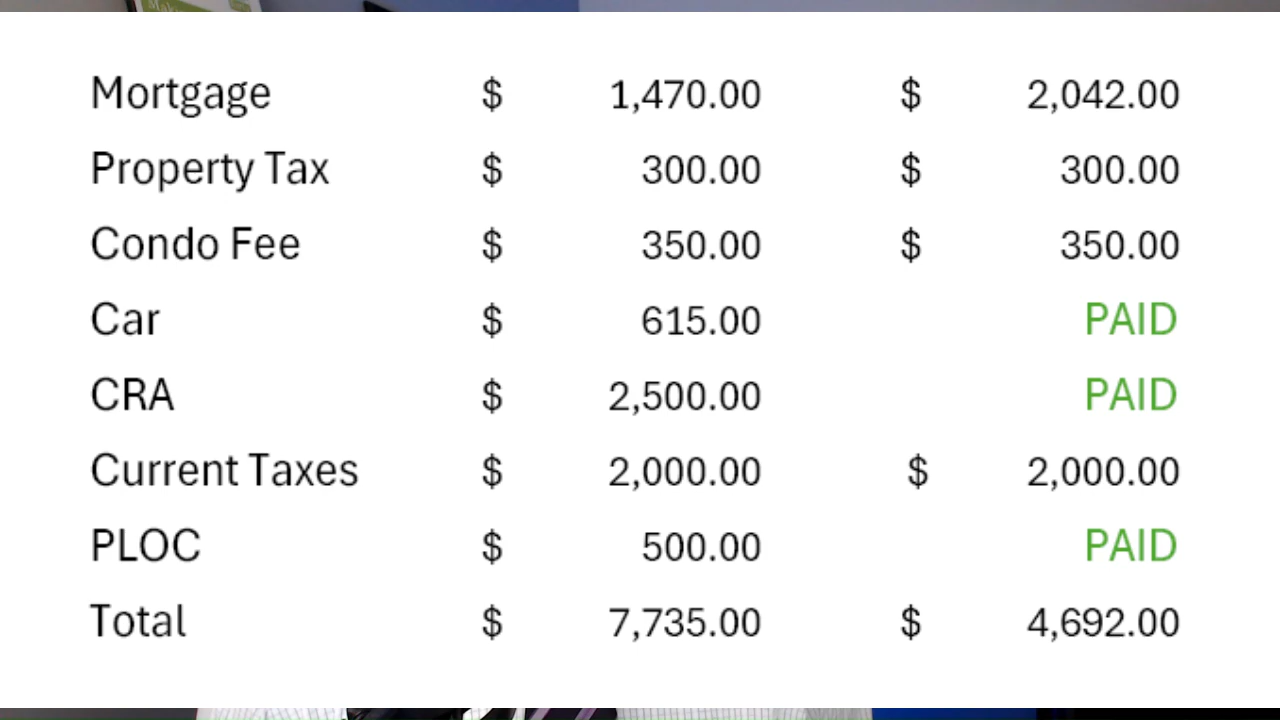 Mortgage $ 1,470.00 $ 2,042.00
Property Tax $ 300.00 $ 300.00
Condo Fee $ 350.00 $ 350.00
Car $ 615.00 PAID
CRA $ 2,500.00 PAID
Current Taxes $ 2,000.00 $ 2,000.00
PLOC $ 500.00 PAID
Total $ 7,735.00 $ 4,692.00